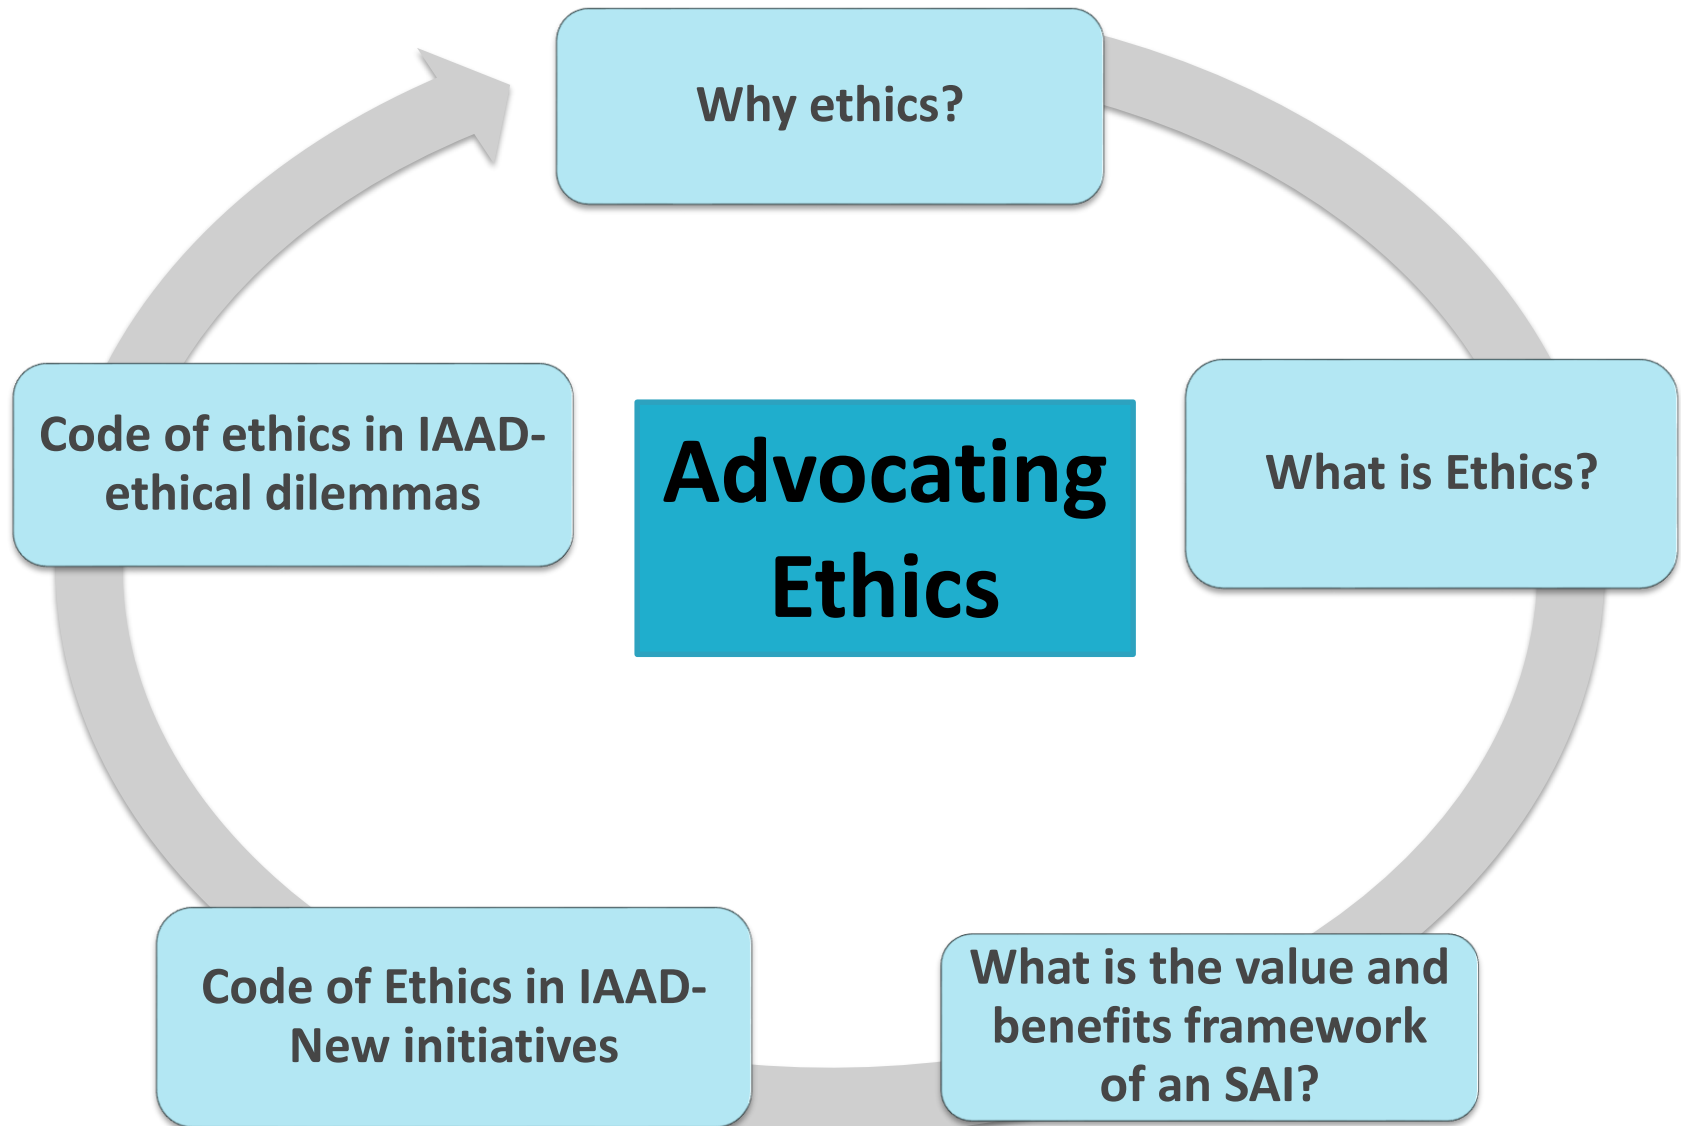 Why ethics?
What is Ethics?
What is the value and
benefits framework
of an SAI?
Code of Ethics in IAAD-
New initiatives
Code of ethics in IAAD-
ethical dilemmas
Advocating
Ethics